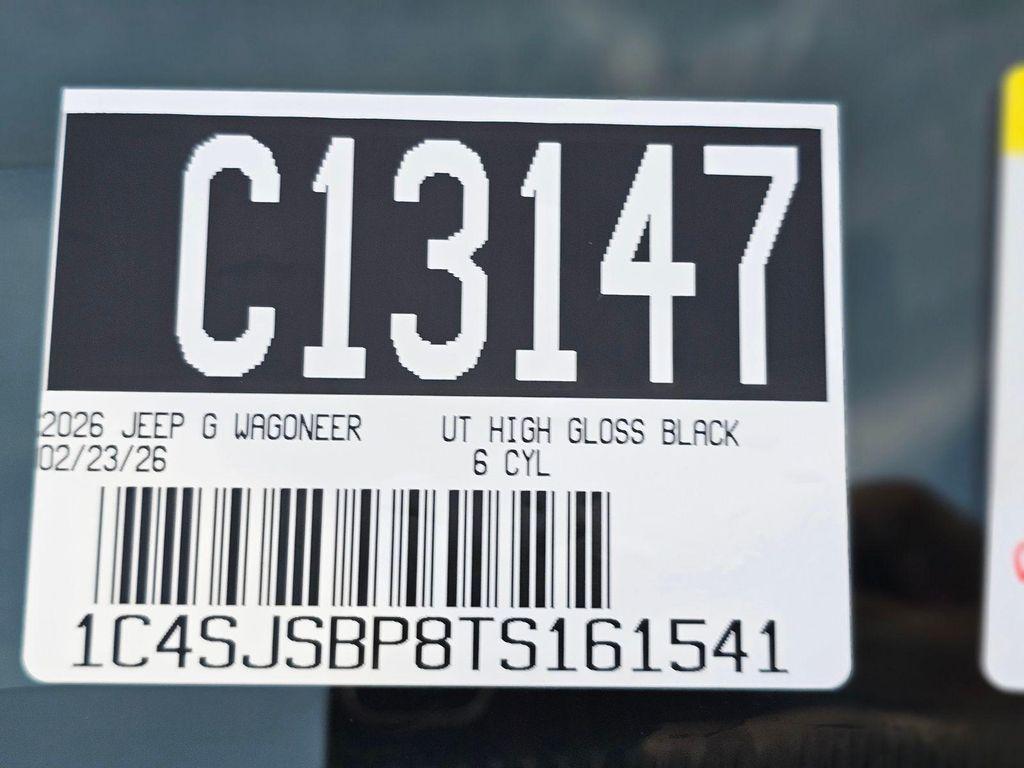 C13147
2026 JEEP G WAGONEER UT HIGH GLOSS BLACK
02/23/26 6 CYL
1C4SJSBP8TS161541